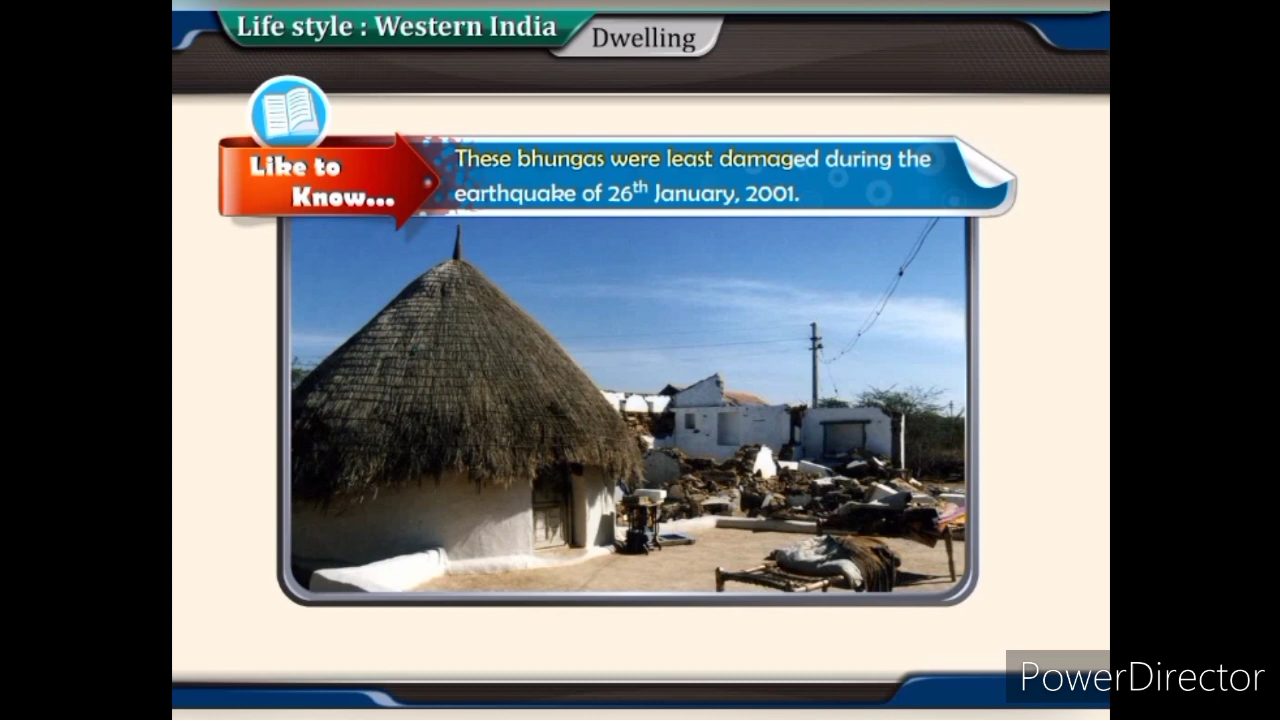 Life style : Western India
Dwelling
Like to
Know...
These bhungas were least damaged during the
earthquake of 26th January, 2001.
PowerDirector